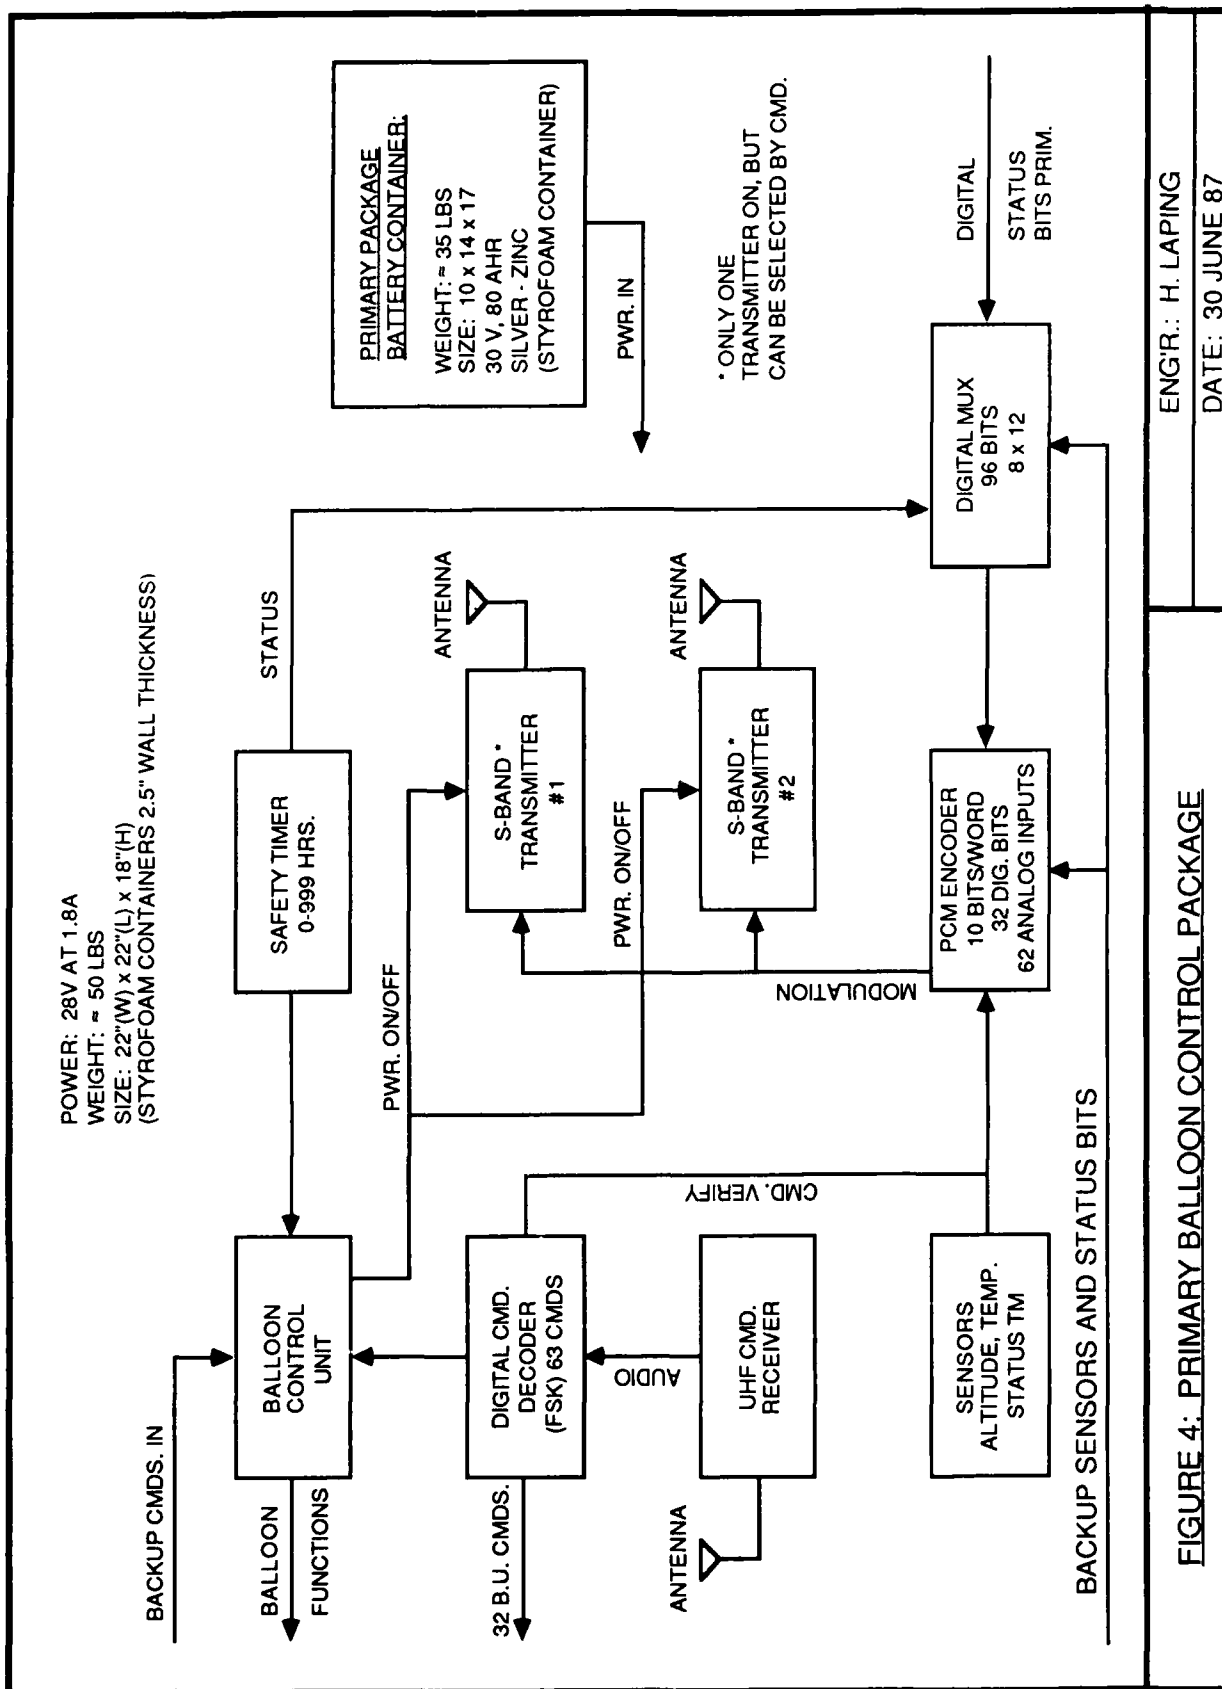 POWER: 28V AT 1.8A
WEIGHT: ≈ 50 LBS
SIZE: 22"(W) x 22"(L) x 18"(H)
(STYROFOAM CONTAINERS 2.5" WALL THICKNESS)
BACKUP CMDS. IN
BALLOON
FUNCTIONS
BALLOON
CONTROL
UNIT
SAFETY TIMER
0-999 HRS.
STATUS
PRIMARY PACKAGE
BATTERY CONTAINER:
WEIGHT: ≈ 35 LBS
SIZE: 10 x 14 x 17
30 V, 80 AHR
SILVER - ZINC
(STYROFOAM CONTAINER)
PWR. IN
PWR. ON/OFF
32 B.U. CMDS.
DIGITAL CMD.
DECODER
(FSK) 63 CMDS
S-BAND *
TRANSMITTER
#1
ANTENNA
AUDIO
CMD. VERIFY
PWR. ON/OFF
ANTENNA
UHF CMD.
RECEIVER
S-BAND *
TRANSMITTER
#2
ANTENNA
* ONLY ONE
TRANSMITTER ON, BUT
CAN BE SELECTED BY CMD.
MODULATION
SENSORS
ALTITUDE, TEMP.
STATUS TM
PCM ENCODER
10 BITS/WORD
32 DIG. BITS
62 ANALOG INPUTS
DIGITAL MUX
96 BITS
8 x 12
DIGITAL
STATUS
BITS PRIM.
BACKUP SENSORS AND STATUS BITS
FIGURE 4: PRIMARY BALLOON CONTROL PACKAGE
ENG'R.: H. LAPING
DATE: 30 JUNE 87